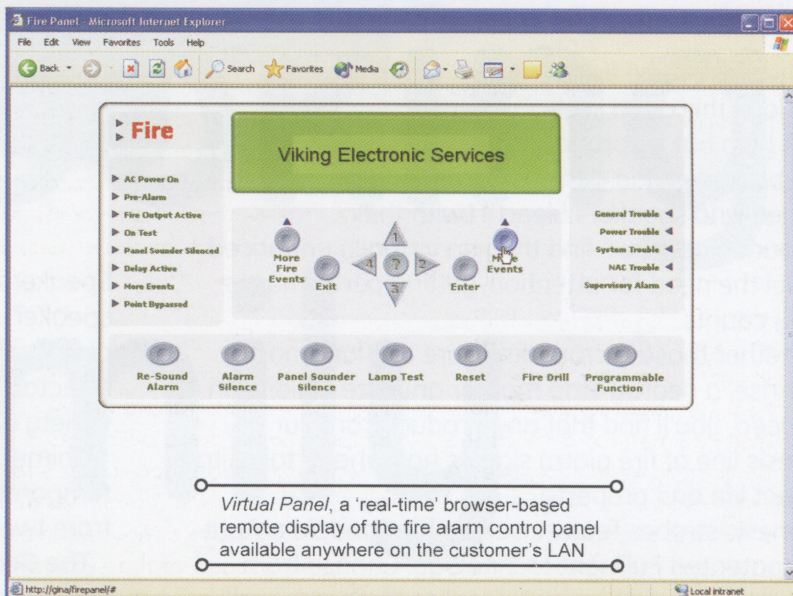 Fire Panel - Microsoft Internet Explorer
File Edit View Favorites Tools Help
Back Search Favorites Media
Fire
Viking Electronic Services
AC Power On
Pre-Alarm
Fire Output Active
On Test
Panel Sounder Silenced
Delay Active
More Events
Point Bypassed
More
Fire
Events
Exit
1
4 ? 2
3
Enter
Events
General Trouble
Power Trouble
System Trouble
NAC Trouble
Supervisory Alarm
Re-Sound
Alarm
Alarm
Silence
Panel Sounder
Silence
Lamp Test
Reset
Fire Drill
Programmable
Function
Virtual Panel, a ‘real-time’ browser-based
remote display of the fire alarm control panel
available anywhere on the customer’s LAN
http://gina/firepanel/#
Local intranet